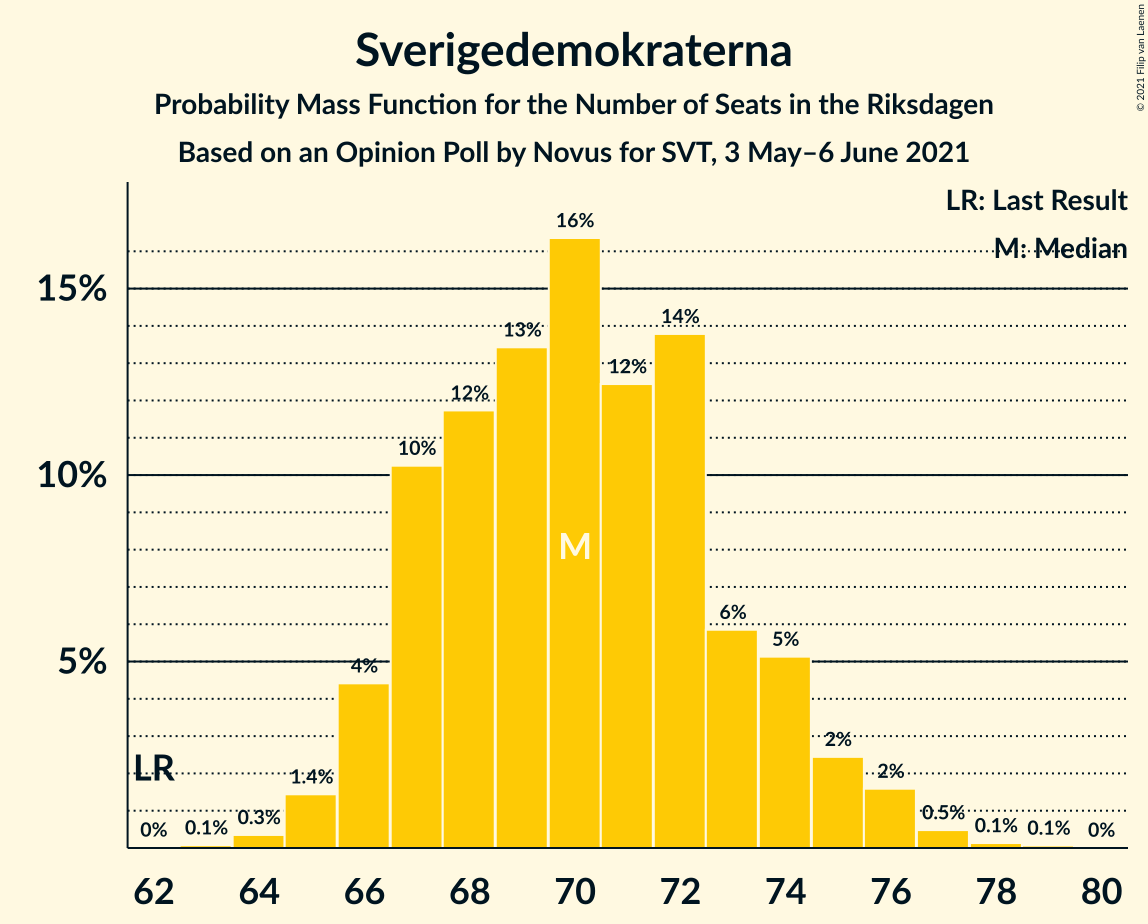 Sverigedemokraterna
Probability Mass Function for the Number of Seats in the Riksdagen
Based on an Opinion Poll by Novus for SVT, 3 May–6 June 2021
© 2021 Filip van Laenen
LR: Last Result
M: Median
15%
10%
5%
LR
M
0%
0.1%
0.3%
1.4%
4%
10%
12%
13%
16%
12%
14%
6%
5%
2%
2%
0.5%
0.1%
0.1%
0%
62 64 66 68 70 72 74 76 78 80